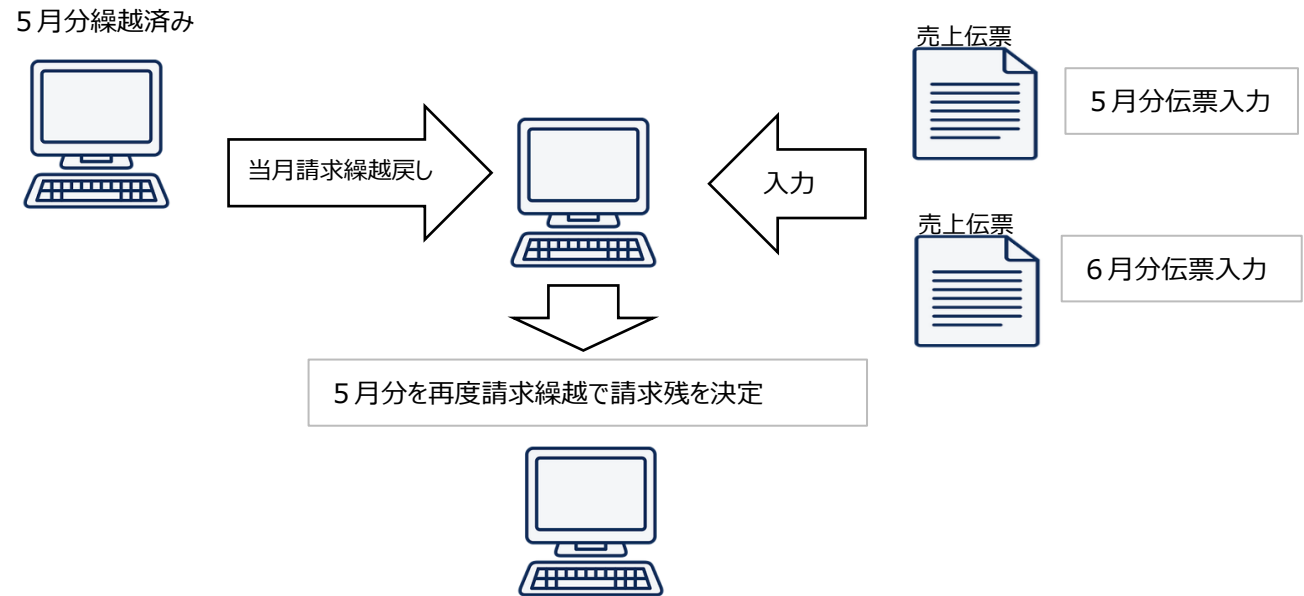 ５月分繰越済み
売上伝票
５月分伝票入力
当月請求繰越戻し
入力
売上伝票
６月分伝票入力
５月分を再度請求繰越で請求残を決定